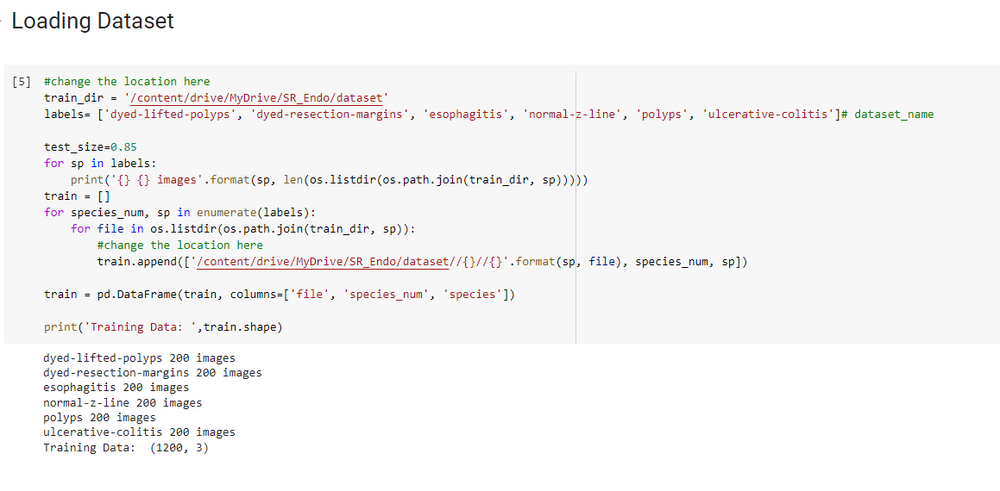 Loading Dataset
[5] #change the location here
train_dir = '/content/drive/MyDrive/SR_Endo/dataset'
labels= ['dyed-lifted-polyps', 'dyed-resection-margins', 'esophagitis', 'normal-z-line', 'polyps', 'ulcerative-colitis']# dataset_name
test_size=0.85
for sp in labels:
print('{} {} images'.format(sp, len(os.listdir(os.path.join(train_dir, sp)))))
train = []
for species_num, sp in enumerate(labels):
for file in os.listdir(os.path.join(train_dir, sp)):
#change the location here
train.append(['/content/drive/MyDrive/SR_Endo/dataset//{}//{}'.format(sp, file), species_num, sp])
train = pd.DataFrame(train, columns=['file', 'species_num', 'species'])
print('Training Data: ',train.shape)
dyed-lifted-polyps 200 images
dyed-resection-margins 200 images
esophagitis 200 images
normal-z-line 200 images
polyps 200 images
ulcerative-colitis 200 images
Training Data:  (1200, 3)